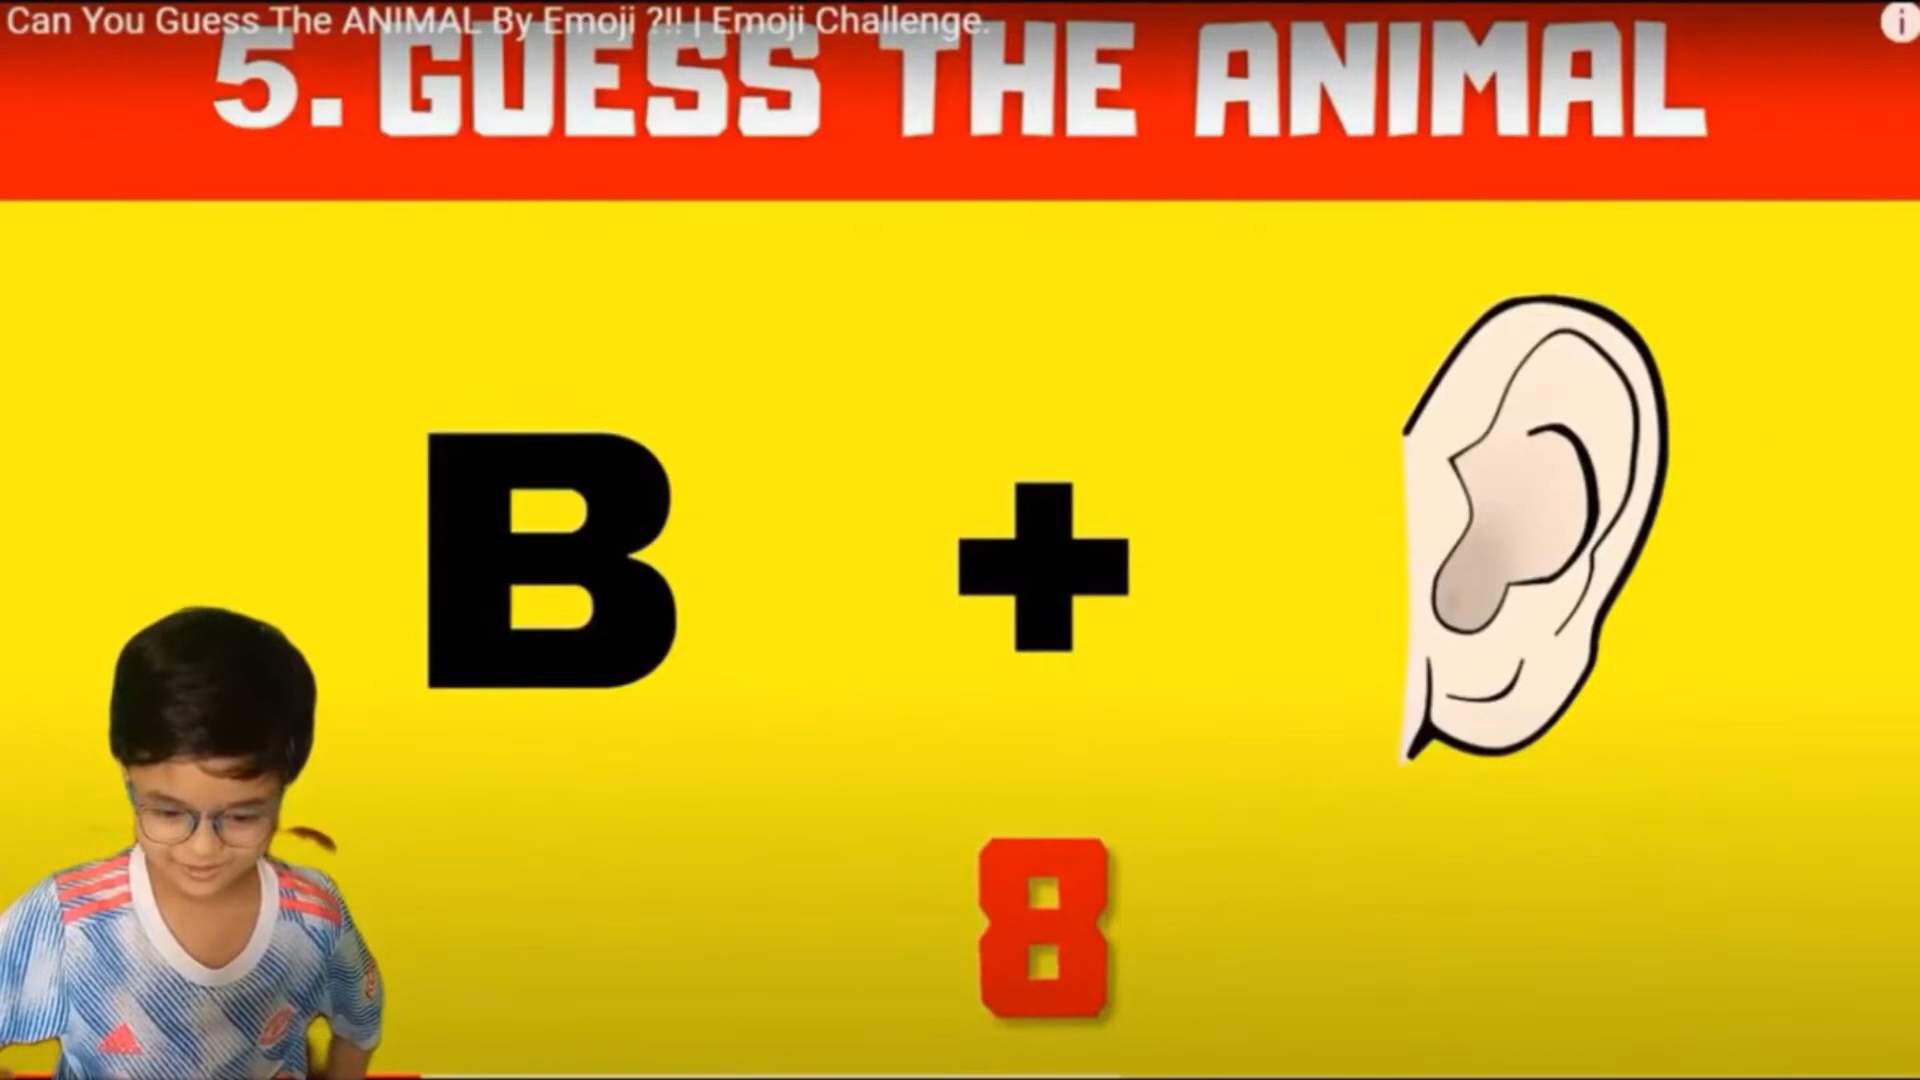 Can You Guess The ANIMAL By Emoji ?!! | Emoji Challenge.
i
5. GUESS THE ANIMAL
B +
8